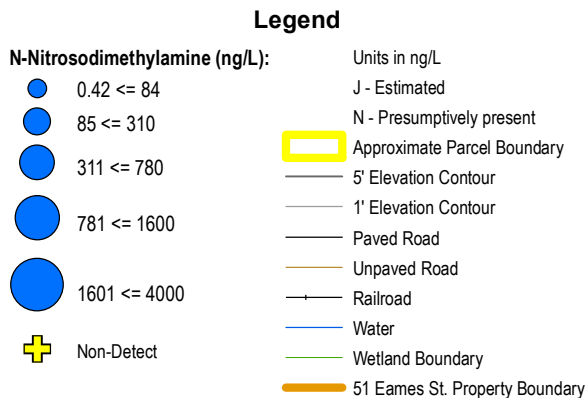 Legend
N-Nitrosodimethylamine (ng/L):
0.42 <= 84
85 <= 310
311 <= 780
781 <= 1600
1601 <= 4000
Non-Detect
Units in ng/L
J - Estimated
N - Presumptively present
Approximate Parcel Boundary
5' Elevation Contour
1' Elevation Contour
Paved Road
Unpaved Road
Railroad
Water
Wetland Boundary
51 Eames St. Property Boundary